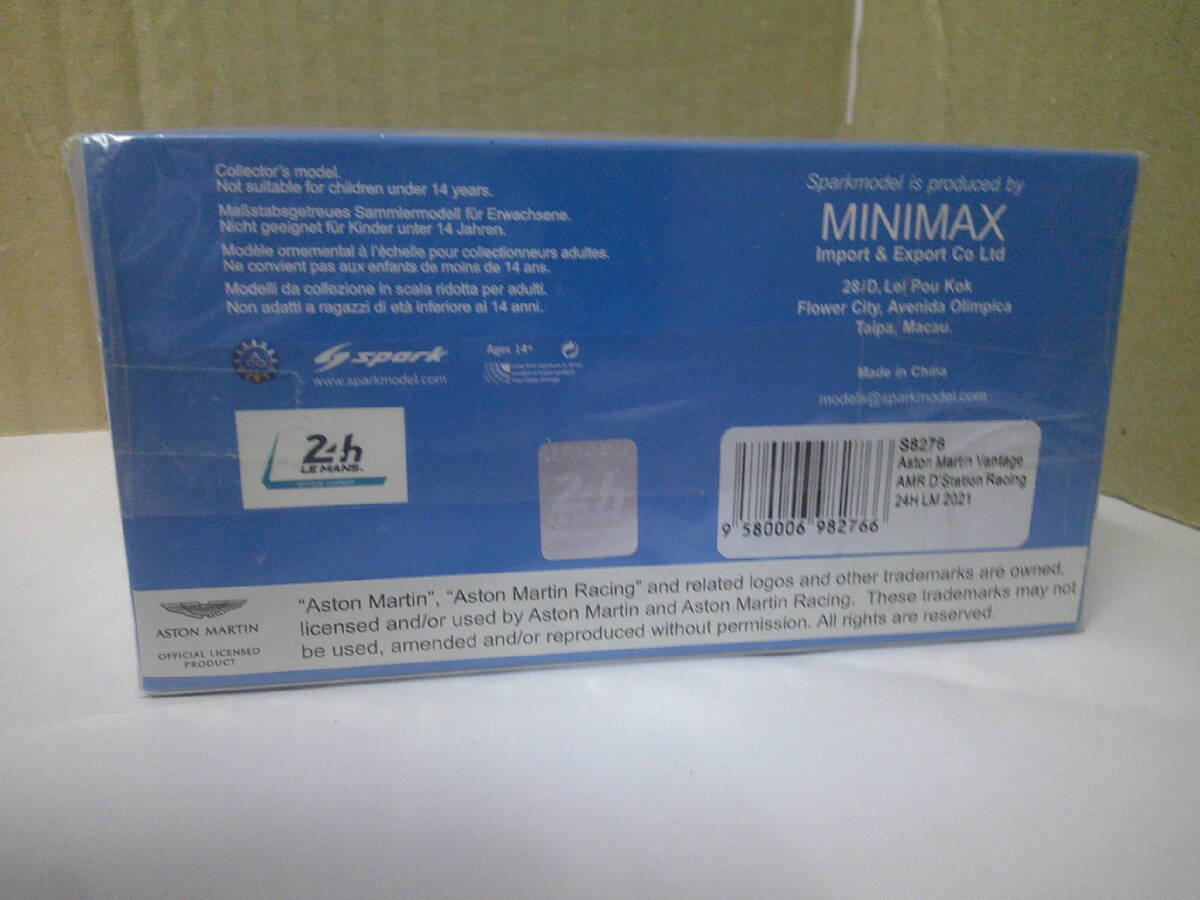 Collector's model.
Not suitable for children under 14 years.
Maßstabsgetreues Sammlermodell für Erwachsene.
Nicht geeignet für Kinder unter 14 Jahren.
Modèle ornemental à l'échelle pour collectionneurs adultes.
Ne convient pas aux enfants de moins de 14 ans.
Modelli da collezione in scala ridotta per adulti.
Non adatti a ragazzi di età inferiore ai 14 anni.
spark
www.sparkmodel.com
Ages 14+
Sparkmodel is produced by
MINIMAX
Import & Export Co Ltd
28/D, Lei Pou Kok
Flower City, Avenida Olimpica
Taipa, Macau.
Made in China
models@sparkmodel.com
24h
LE MANS
24h
S8276
Aston Martin Vantage
AMR D'Station Racing
24H LM 2021
9 580006 982766
ASTON MARTIN
OFFICIAL LICENSED
PRODUCT
"Aston Martin", "Aston Martin Racing" and related logos and other trademarks are owned,
licensed and/or used by Aston Martin and Aston Martin Racing. These trademarks may not
be used, amended and/or reproduced without permission. All rights are reserved.